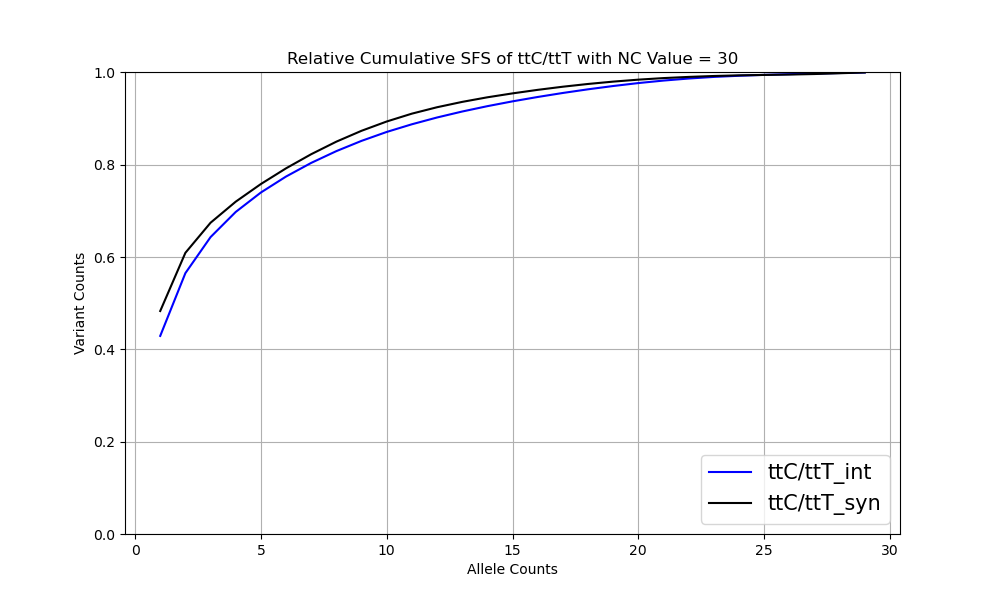 Relative Cumulative SFS of ttC/ttT with NC Value = 30
1.0
0.8
0.6
0.4
0.2
0.0
Variant Counts
0 5 10 15 20 25 30
Allele Counts
ttC/ttT_int
ttC/ttT_syn